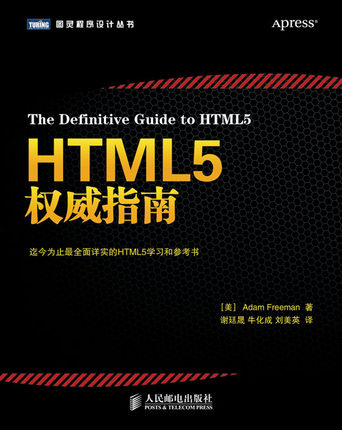 TURING 图灵程序设计丛书
Apress®
The Definitive Guide to HTML5
HTML5
权威指南
迄今为止最全面详实的HTML5学习和参考书
［美］ Adam Freeman 著
谢廷晟 牛化成 刘美英 译
人民邮电出版社
POSTS & TELECOM PRESS